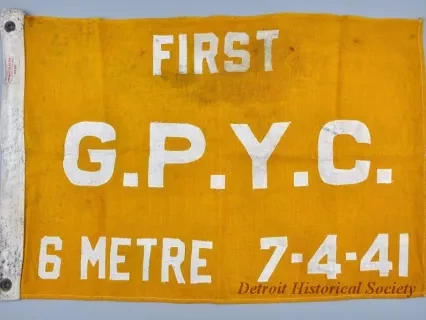 FIRST
G.P.Y.C.
6 METRE 7-4-41
Detroit Historical Society